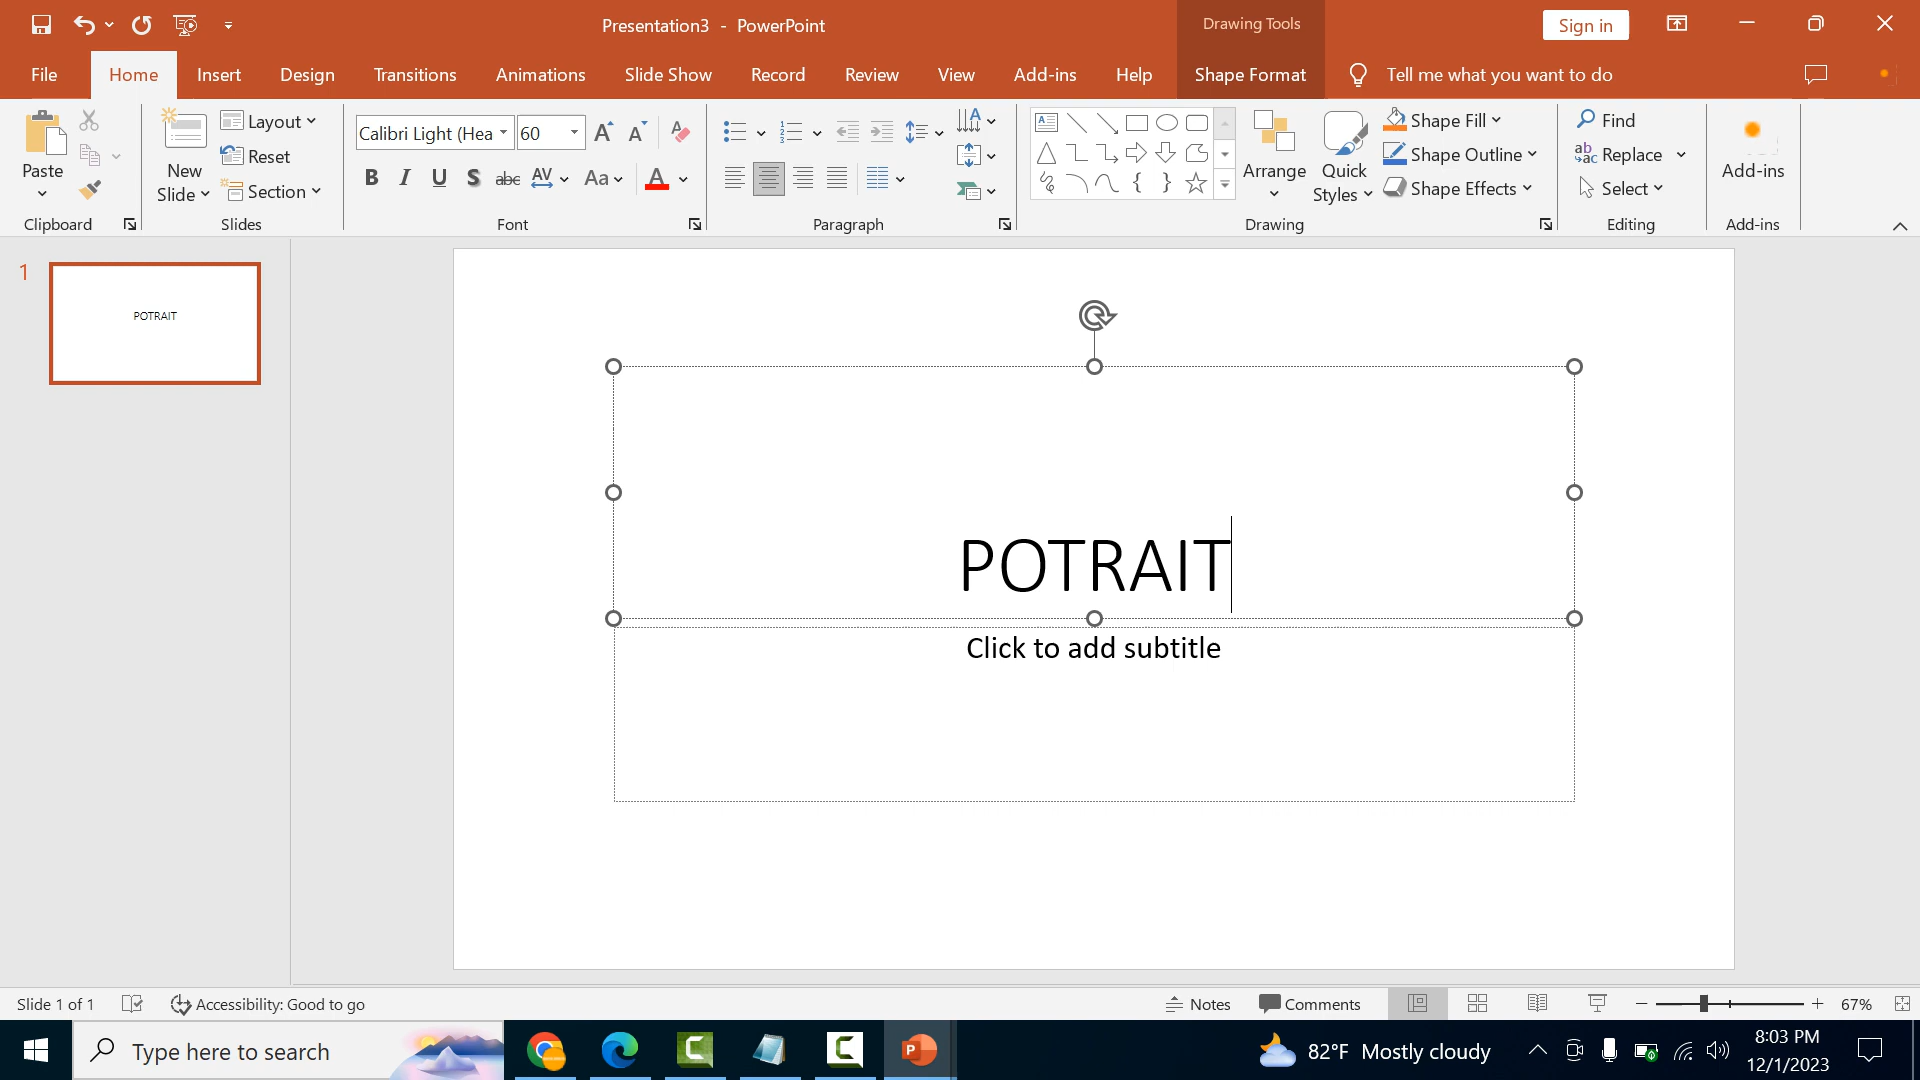 Presentation3 - PowerPoint
Drawing Tools
Sign in
File Home Insert Design Transitions Animations Slide Show Record Review View Add-ins Help Shape Format Tell me what you want to do
Paste
Clipboard
New Slide
Layout
Reset
Section
Slides
Calibri Light (Hea 60
B I U S abc AV Aa A
Font
Paragraph
Arrange
Quick Styles
Shape Fill
Shape Outline
Shape Effects
Drawing
Find
Replace
Select
Editing
Add-ins
Add-ins
1
POTRAIT
POTRAIT
Click to add subtitle
Slide 1 of 1 Accessibility: Good to go Notes Comments 67%
Type here to search
82°F Mostly cloudy
8:03 PM
12/1/2023